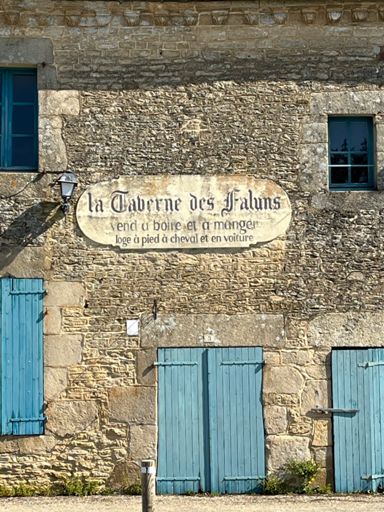 la Taverne des Faluns
vend a boire et a manger
loge à pied à cheval et en voiture